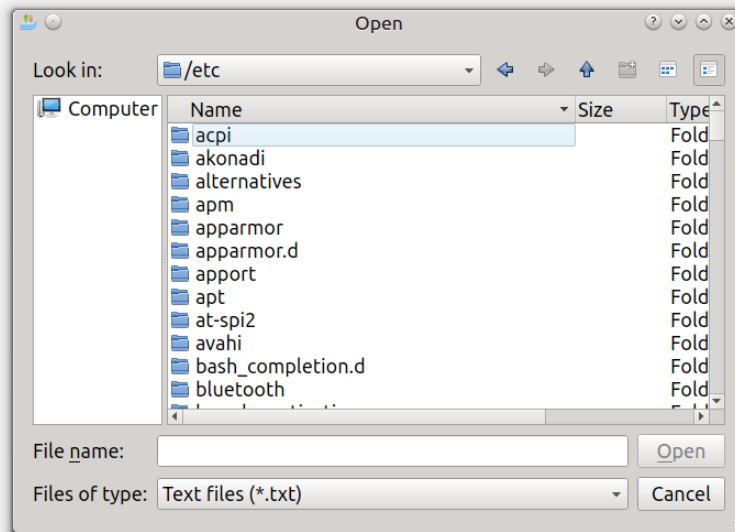 Open
Look in: /etc
Computer
Name Size Type
acpi Fold
akonadi Fold
alternatives Fold
apm Fold
apparmor Fold
apparmor.d Fold
apport Fold
apt Fold
at-spi2 Fold
avahi Fold
bash_completion.d Fold
bluetooth Fold
File name: Open
Files of type: Text files (*.txt) Cancel